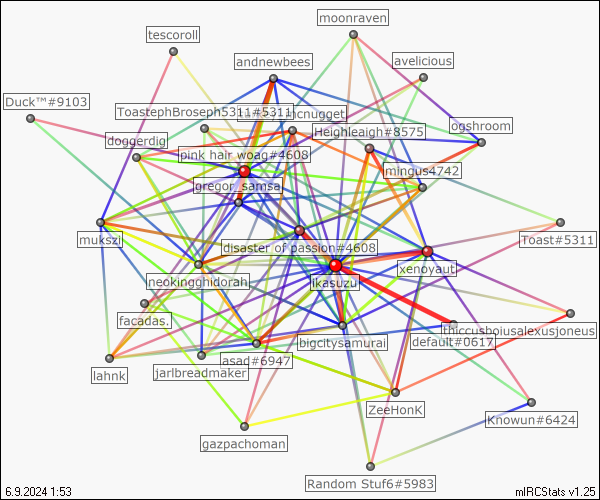 moonraven
tescoroll
andnewbees
avelicious
Duck™#9103
ToastephBroseph5311#5311
cnugget
ogshroom
Heighleigh#8575
doggerdig
pink hair woag#4608
mingus4742
gregor_samsa
mukszi
disaster of passion#4608
Toast#5311
xenoyaut
neokingghidorah
ikasuzu
facadas.
thiccushoiusalexusjoneus
bigcitysamurai
default#0617
asad#6947
lahnk
jarlbreadmaker
ZeeHonK
Knowun#6424
gazpachoman
Random Stuf6#5983
6.9.2024 1:53
mIRCStats v1.25